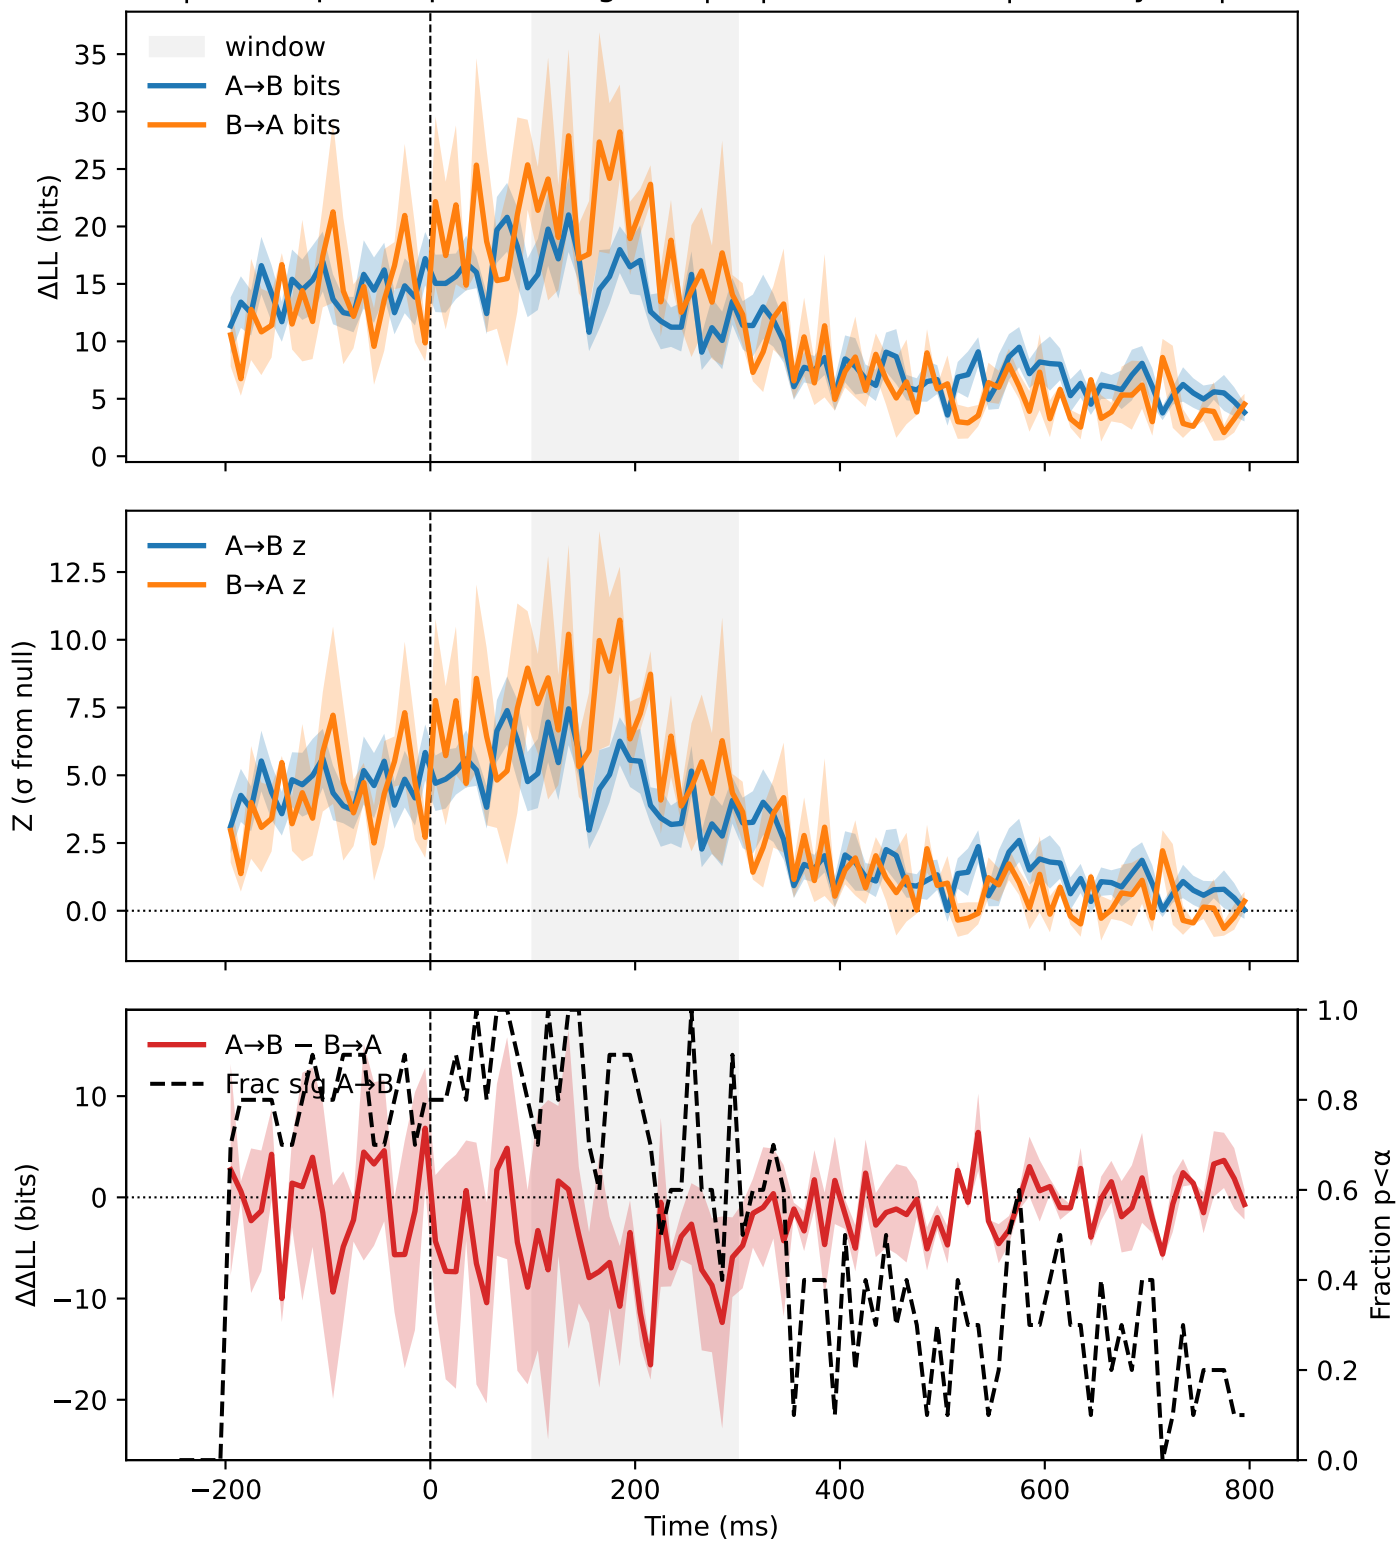 window
A→B bits
B→A bits
35
30
25
20
15
10
5
0
ΔLL (bits)
A→B z
B→A z
12.5
10.0
7.5
5.0
2.5
0.0
Z (σ from null)
A→B − B→A
Frac sig A→B
10
0
−10
−20
ΔΔLL (bits)
1.0
0.8
0.6
0.4
0.2
0.0
Fraction p<α
−200 0 200 400 600 800
Time (ms)